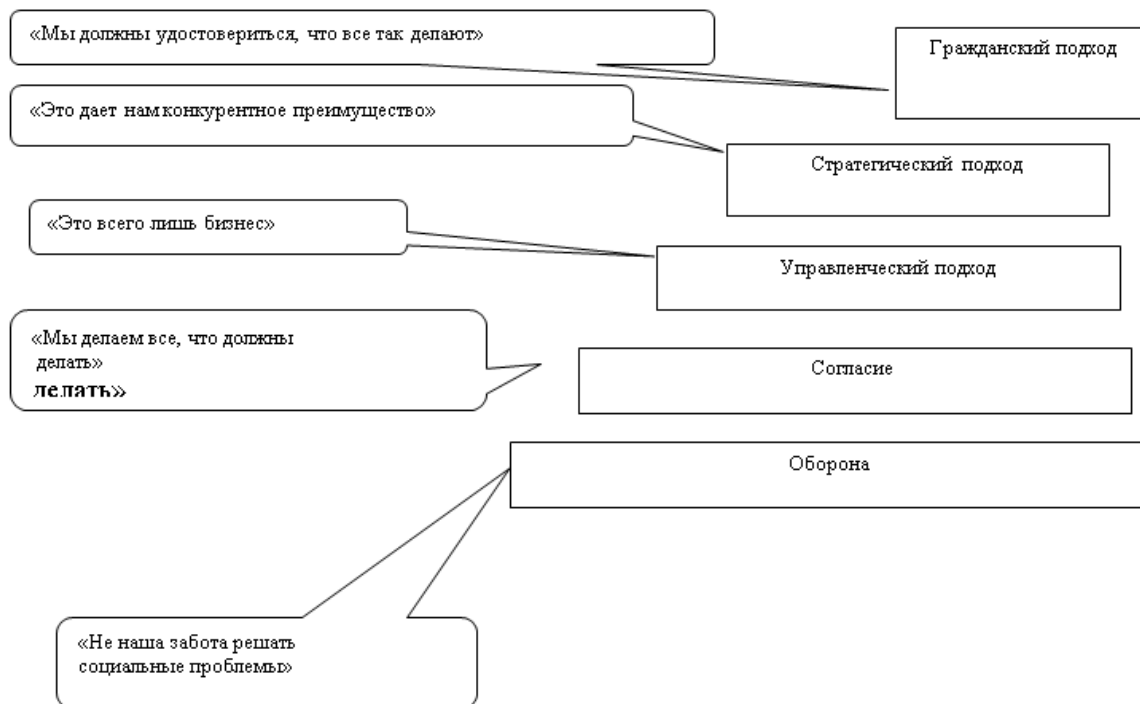 «Мы должны удостовериться, что все так делают»
Гражданский подход
«Это дает нам конкурентное преимущество»
Стратегический подход
«Это всего лишь бизнес»
Управленческий подход
«Мы делаем все, что должны
делать»
делать»
Согласие
Оборона
«Не наша забота решать
социальные проблемы»